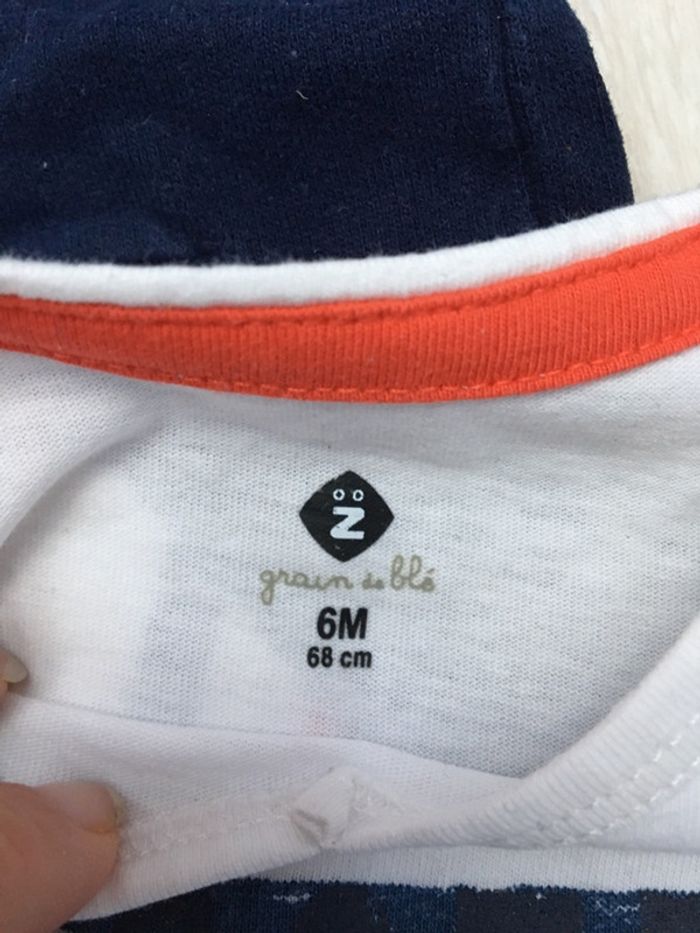 z
grain de blé
6M
68 cm